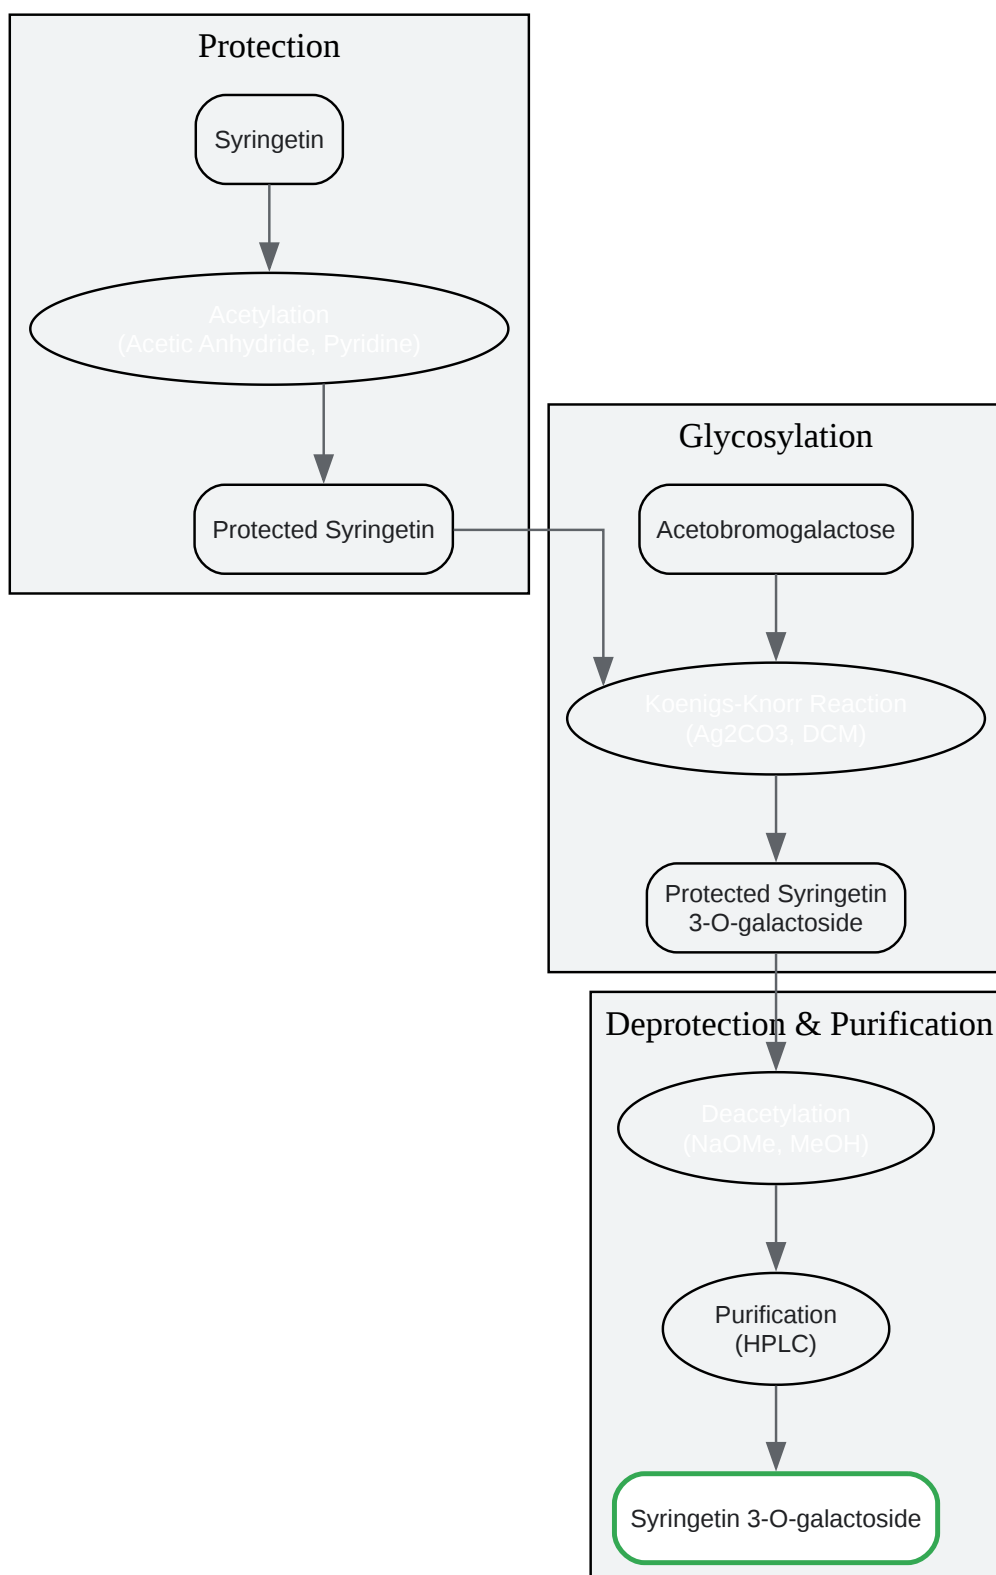 Protection
Syringetin
Acetylation
(Acetic Anhydride, Pyridine)
Protected Syringetin
Glycosylation
Acetobromogalactose
Koenigs-Knorr Reaction
(Ag2CO3, DCM)
Protected Syringetin
3-O-galactoside
Deprotection & Purification
Deacetylation
(NaOMe, MeOH)
Purification
(HPLC)
Syringetin 3-O-galactoside